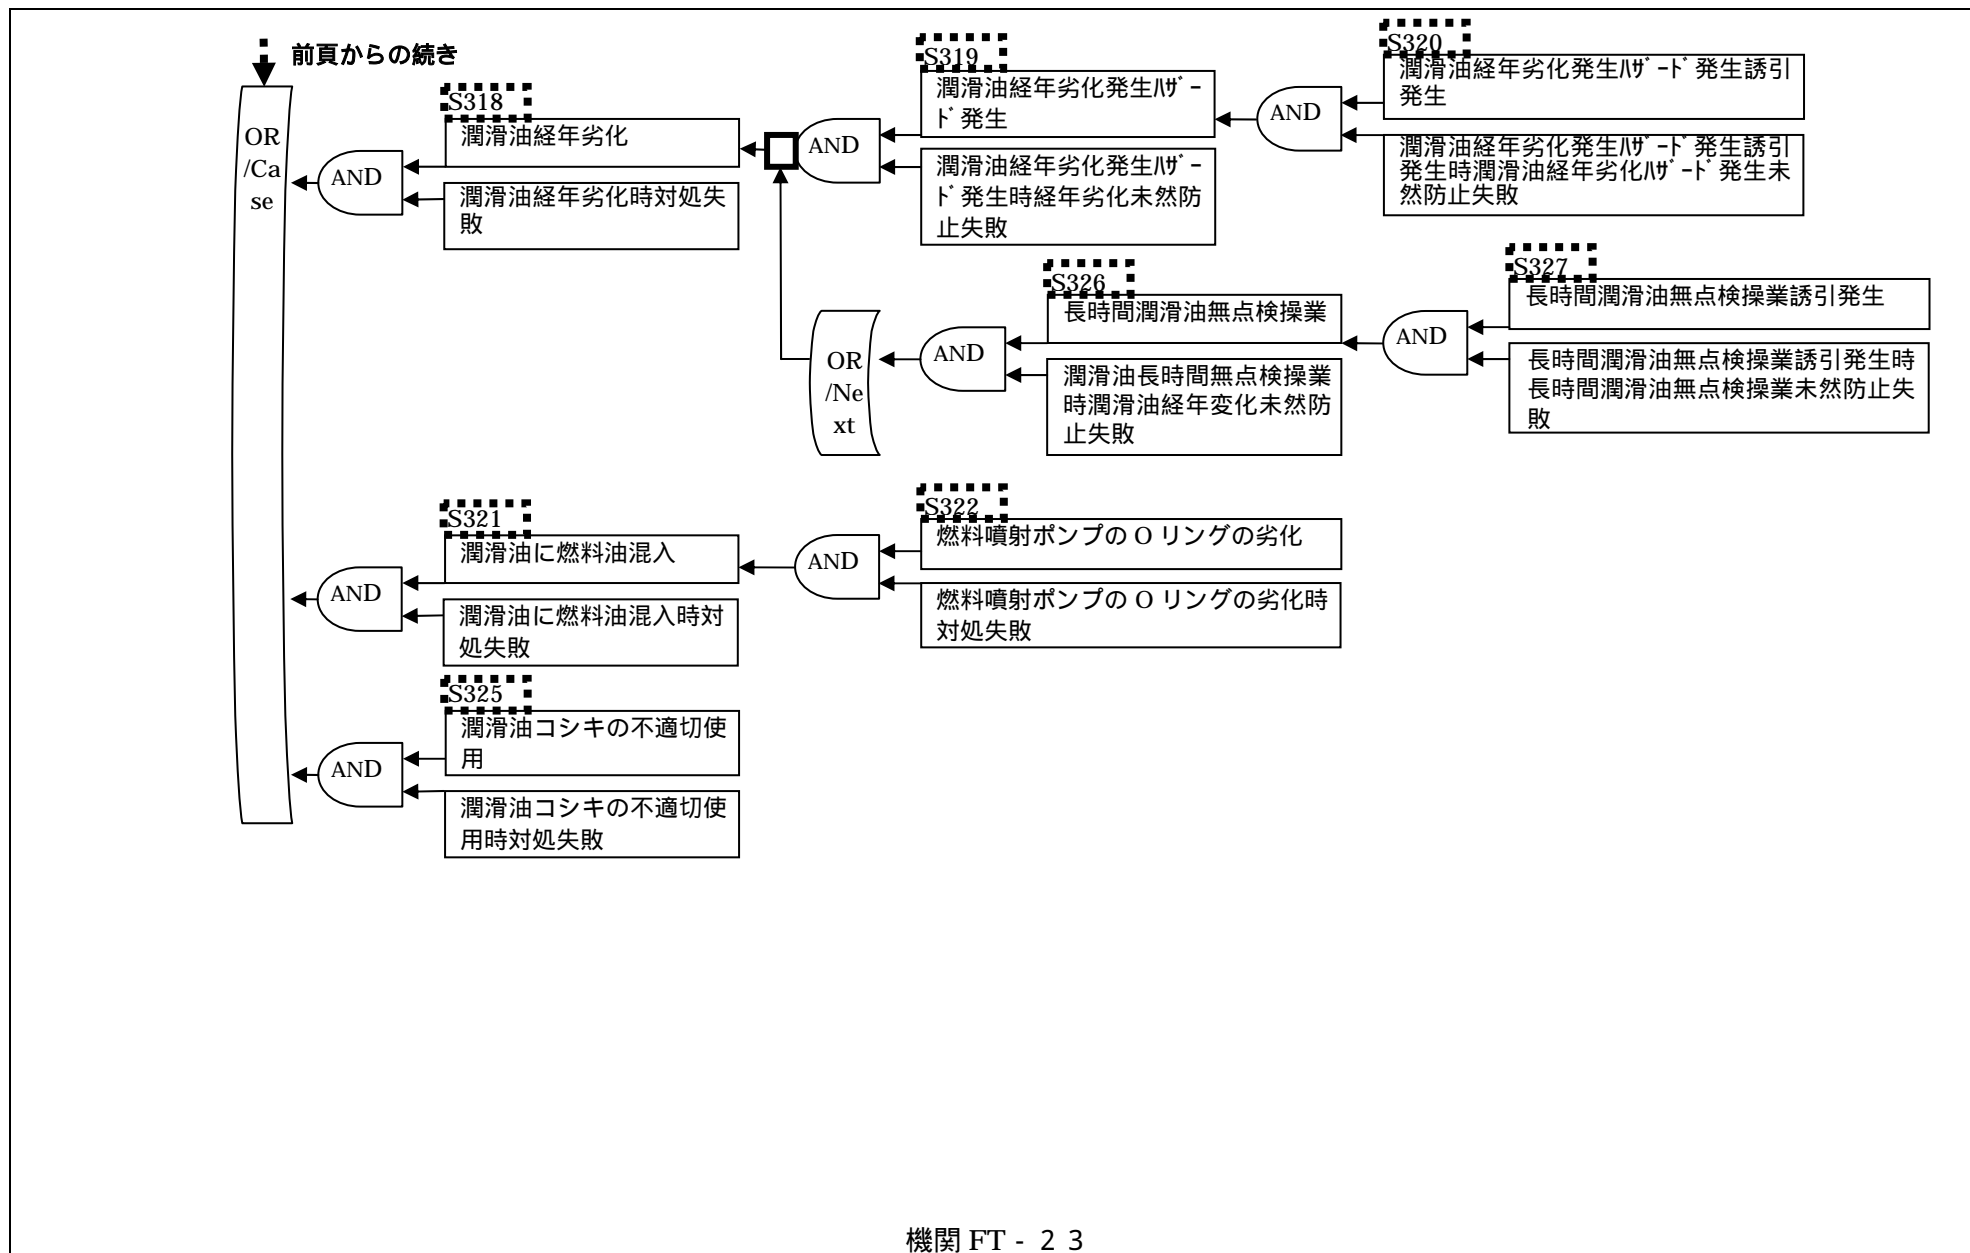 前頁からの続き
OR
/Ca
se
AND
S318
潤滑油経年劣化
潤滑油経年劣化時対処失
敗
AND
S319
潤滑油経年劣化発生ﾊｻﾞｰ
ﾄﾞ発生
潤滑油経年劣化発生ﾊｻﾞｰ
ﾄﾞ発生時経年劣化未然防
止失敗
AND
S320
潤滑油経年劣化発生ﾊｻﾞｰﾄﾞ発生誘引
発生
潤滑油経年劣化発生ﾊｻﾞｰﾄﾞ発生誘引
発生時潤滑油経年劣化ﾊｻﾞｰﾄﾞ発生未
然防止失敗
OR
/Ne
xt
AND
S326
長時間潤滑油無点検操業
潤滑油長時間無点検操業
時潤滑油経年変化未然防
止失敗
AND
S327
長時間潤滑油無点検操業誘引発生
長時間潤滑油無点検操業誘引発生時
長時間潤滑油無点検操業未然防止失
敗
AND
S321
潤滑油に燃料油混入
潤滑油に燃料油混入時対
処失敗
AND
S322
燃料噴射ポンプの O リングの劣化
燃料噴射ポンプの O リングの劣化時
対処失敗
AND
S325
潤滑油コシキの不適切使
用
潤滑油コシキの不適切使
用時対処失敗
機関 FT - ２３